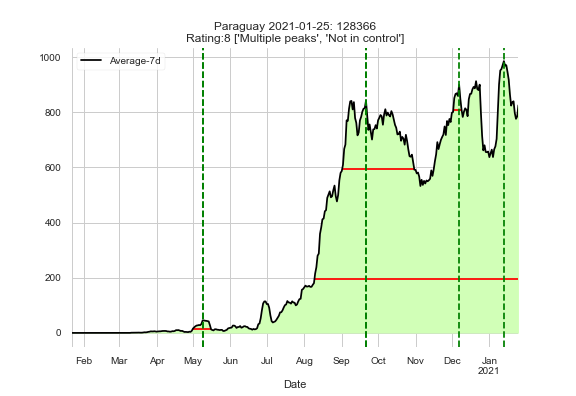 Paraguay 2021-01-25: 128366
Rating:8 ['Multiple peaks', 'Not in control']
Average-7d
1000
800
600
400
200
0
Feb Mar Apr May Jun Jul Aug Sep Oct Nov Dec Jan
2021
Date